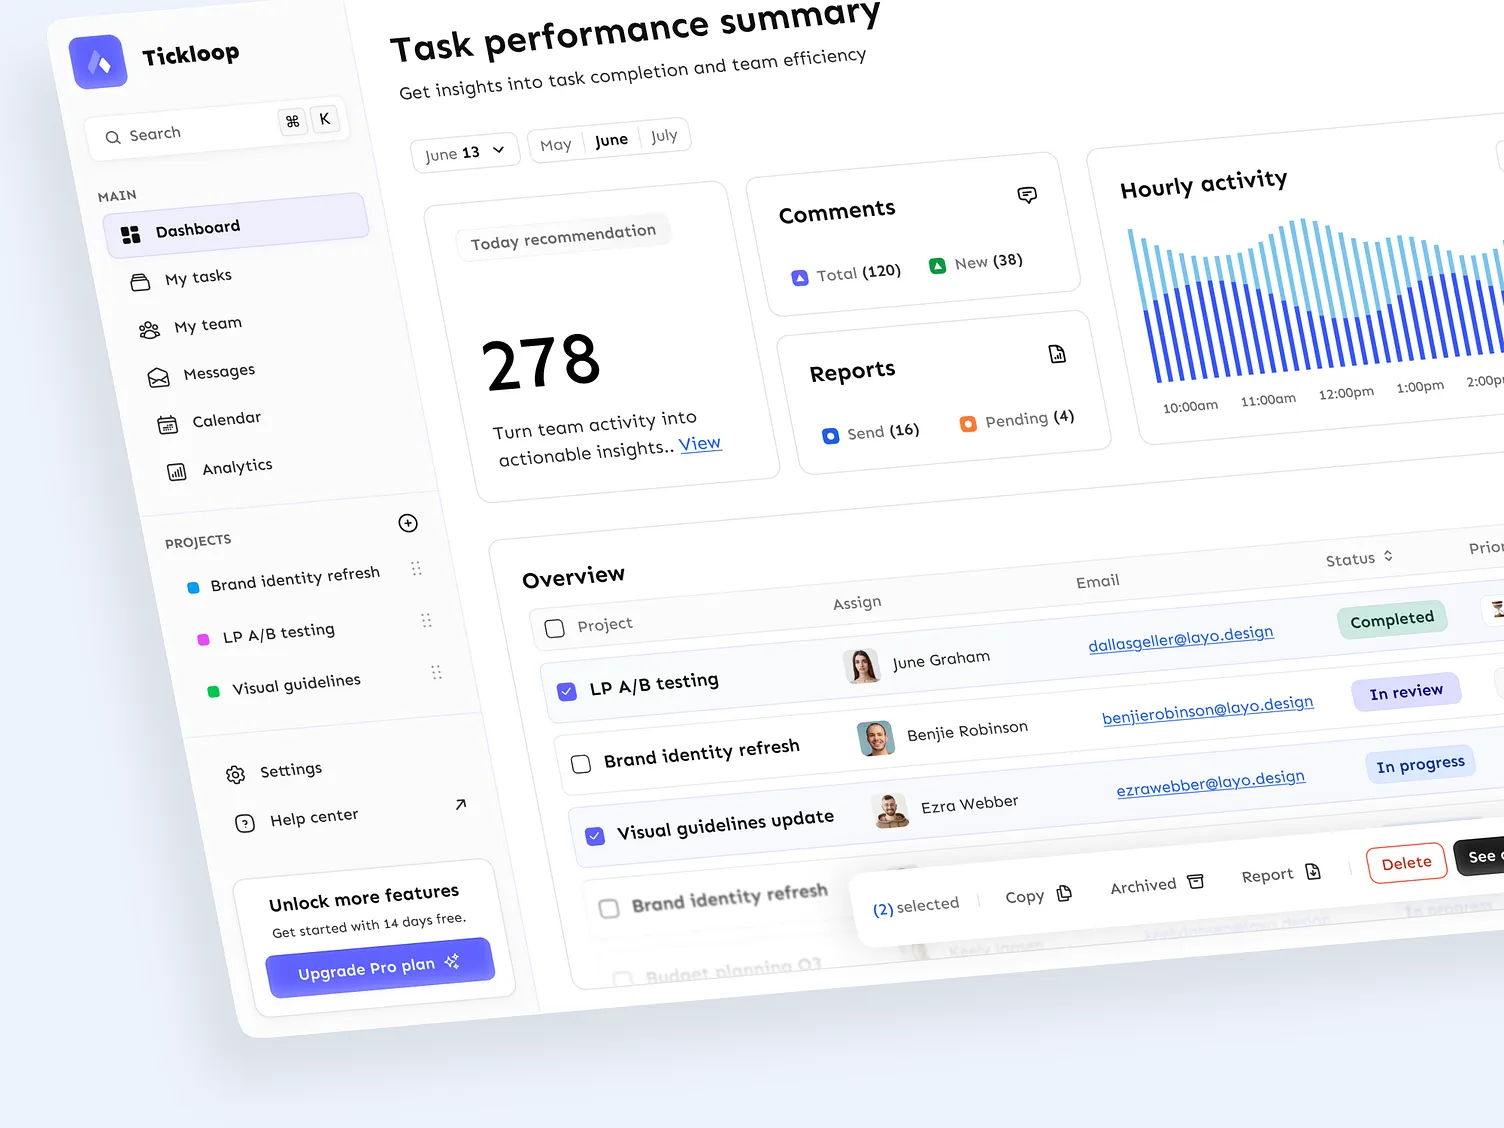 Tickloop
Search
⌘ K
MAIN
Dashboard
My tasks
My team
Messages
Calendar
Analytics
PROJECTS
Brand identity refresh
LP A/B testing
Visual guidelines
Settings
Help center
Unlock more features
Get started with 14 days free.
Upgrade Pro plan
Task performance summary
Get insights into task completion and team efficiency
June 13
May June July
Today recommendation
278
Turn team activity into
actionable insights.. View
Comments
Total (120) New (38)
Reports
Send (16) Pending (4)
Hourly activity
10:00am 11:00am 12:00pm 1:00pm 2:00p
Overview
Project Assign Email Status Prior
LP A/B testing June Graham dallasgeller@layo.design Completed
Brand identity refresh Benjie Robinson benjierobinson@layo.design In review
Visual guidelines update Ezra Webber ezrawebber@layo.design In progress
Brand identity refresh
(2) selected Copy Archived Report Delete See
Budget planning Q3 Keely Jansen In progress